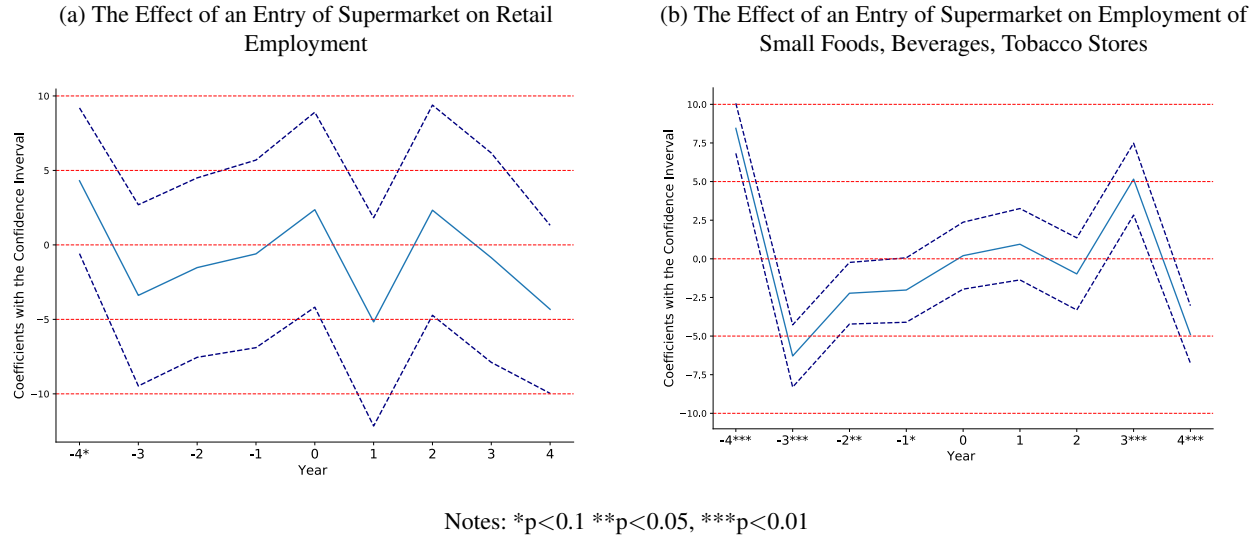 (a) The Effect of an Entry of Supermarket on Retail
Employment
10
5
0
−5
−10
Coefficients with the Confidence Inverval
-4* -3 -2 -1 0 1 2 3 4
Year
(b) The Effect of an Entry of Supermarket on Employment of
Small Foods, Beverages, Tobacco Stores
10.0
7.5
5.0
2.5
0.0
−2.5
−5.0
−7.5
−10.0
Coefficients with the Confidence Inverval
-4*** -3*** -2** -1* 0 1 2 3*** 4***
Year
Notes: *p<0.1 **p<0.05, ***p<0.01